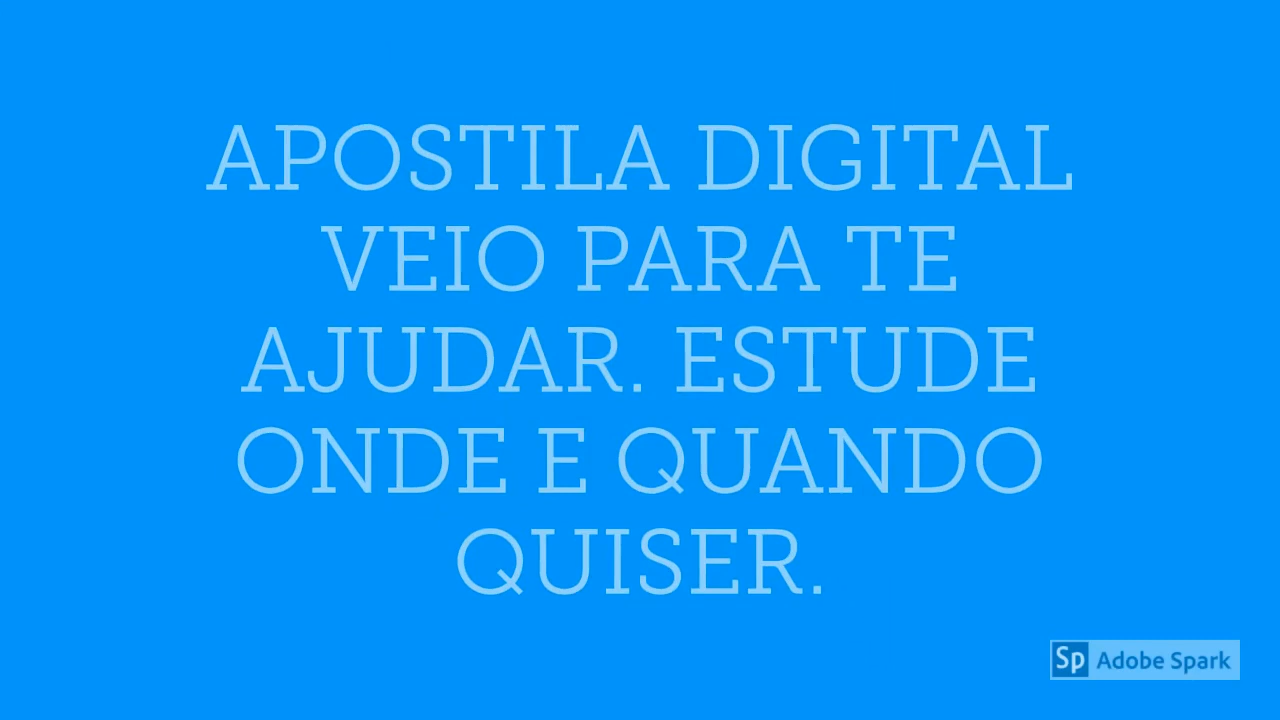 APOSTILA DIGITAL
VEIO PARA TE
AJUDAR. ESTUDE
ONDE E QUANDO
QUISER.
Sp Adobe Spark